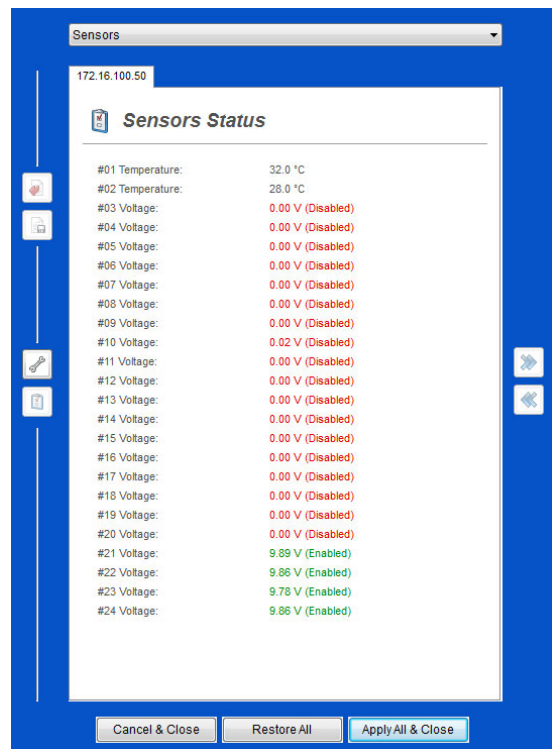 Sensors
172.16.100.50
Sensors Status
#01 Temperature: 32.0 °C
#02 Temperature: 28.0 °C
#03 Voltage: 0.00 V (Disabled)
#04 Voltage: 0.00 V (Disabled)
#05 Voltage: 0.00 V (Disabled)
#06 Voltage: 0.00 V (Disabled)
#07 Voltage: 0.00 V (Disabled)
#08 Voltage: 0.00 V (Disabled)
#09 Voltage: 0.00 V (Disabled)
#10 Voltage: 0.02 V (Disabled)
#11 Voltage: 0.00 V (Disabled)
#12 Voltage: 0.00 V (Disabled)
#13 Voltage: 0.00 V (Disabled)
#14 Voltage: 0.00 V (Disabled)
#15 Voltage: 0.00 V (Disabled)
#16 Voltage: 0.00 V (Disabled)
#17 Voltage: 0.00 V (Disabled)
#18 Voltage: 0.00 V (Disabled)
#19 Voltage: 0.00 V (Disabled)
#20 Voltage: 0.00 V (Disabled)
#21 Voltage: 9.89 V (Enabled)
#22 Voltage: 9.86 V (Enabled)
#23 Voltage: 9.78 V (Enabled)
#24 Voltage: 9.86 V (Enabled)
Cancel & Close Restore All Apply All & Close